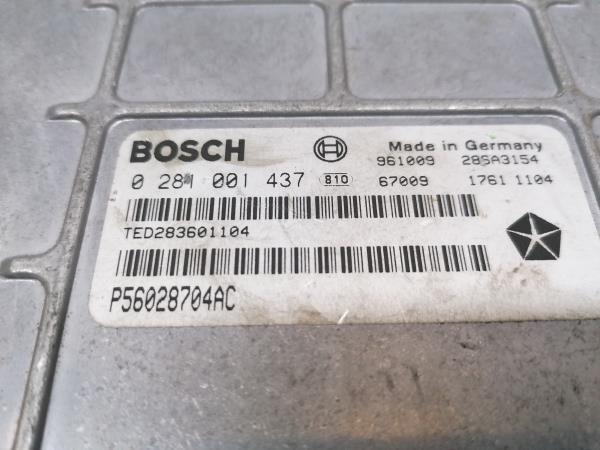 BOSCH Made in Germany
961009 28SA3154
0 281 001 437 810 67009 1761 1104
TED283601104
P56028704AC